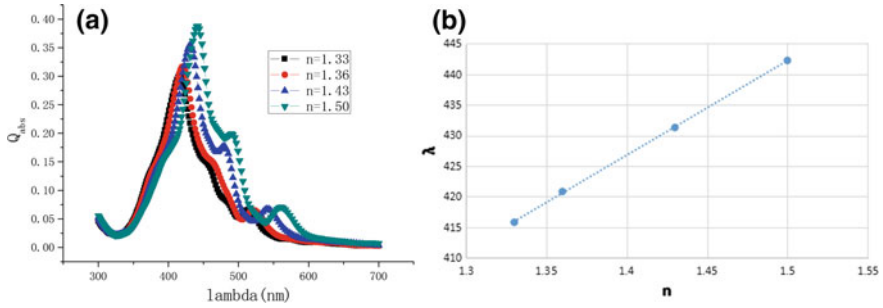 (a)
0.40
0.35
0.30
0.25
0.20
0.15
0.10
0.05
0.00
Q_abs
n=1.33
n=1.36
n=1.43
n=1.50
300 400 500 600 700
lambda(nm)
(b)
445
440
435
430
425
420
415
410
λ
1.3 1.35 1.4 1.45 1.5 1.55
n